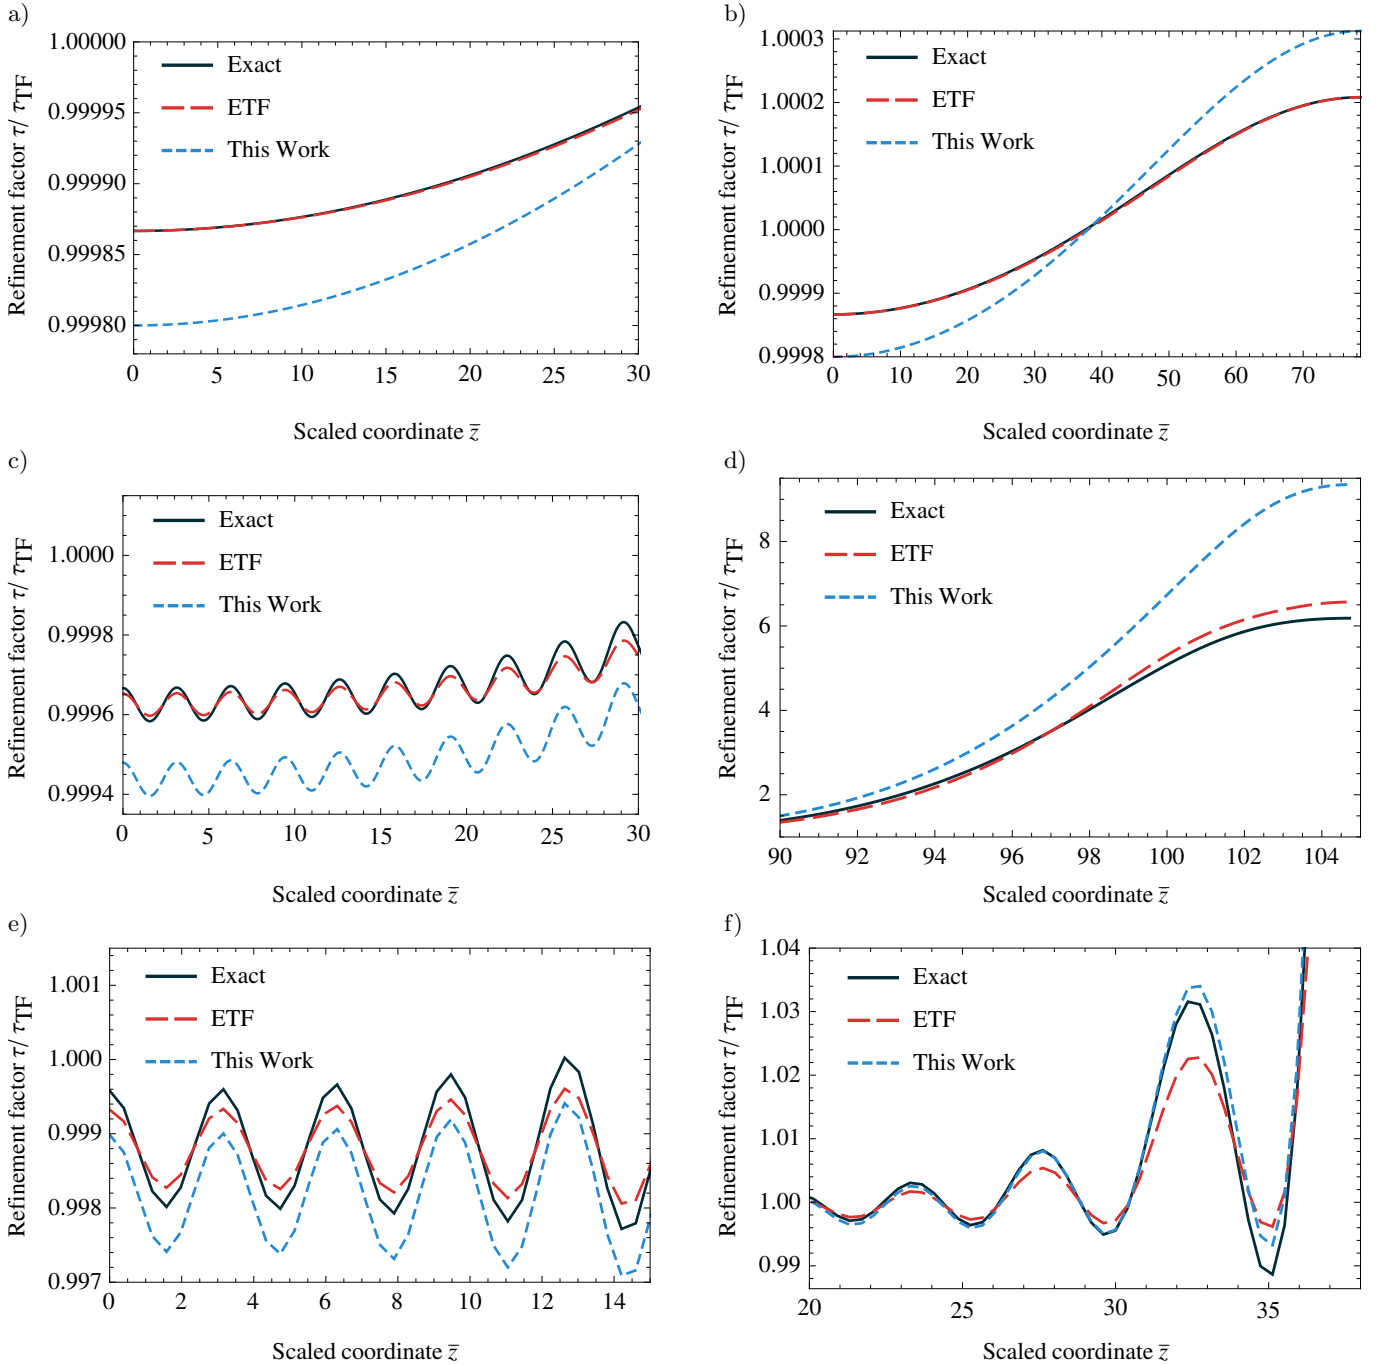 a)
Refinement factor τ/ τTF
1.00000
0.99995
0.99990
0.99985
0.99980
Exact
ETF
This Work
0 5 10 15 20 25 30
Scaled coordinate z̄
b)
Refinement factor τ/ τTF
1.0003
1.0002
1.0001
1.0000
0.9999
0.9998
Exact
ETF
This Work
0 10 20 30 40 50 60 70
Scaled coordinate z̄
c)
Refinement factor τ/ τTF
1.0000
0.9998
0.9996
0.9994
Exact
ETF
This Work
0 5 10 15 20 25 30
Scaled coordinate z̄
d)
Refinement factor τ/ τTF
8
6
4
2
Exact
ETF
This Work
90 92 94 96 98 100 102 104
Scaled coordinate z̄
e)
Refinement factor τ/ τTF
1.001
1.000
0.999
0.998
0.997
Exact
ETF
This Work
0 2 4 6 8 10 12 14
Scaled coordinate z̄
f)
Refinement factor τ/ τTF
1.04
1.03
1.02
1.01
1.00
0.99
Exact
ETF
This Work
20 25 30 35
Scaled coordinate z̄